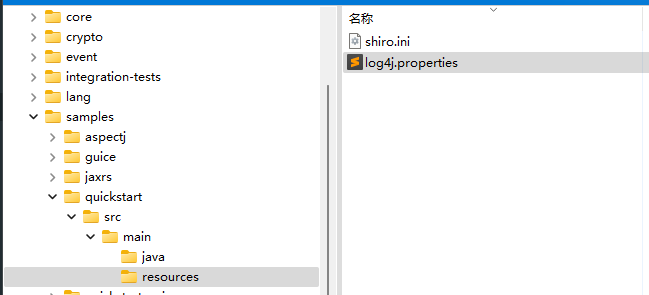 core
crypto
event
integration-tests
lang
samples
aspectj
guice
jaxrs
quickstart
src
main
java
resources
名称
shiro.ini
log4j.properties